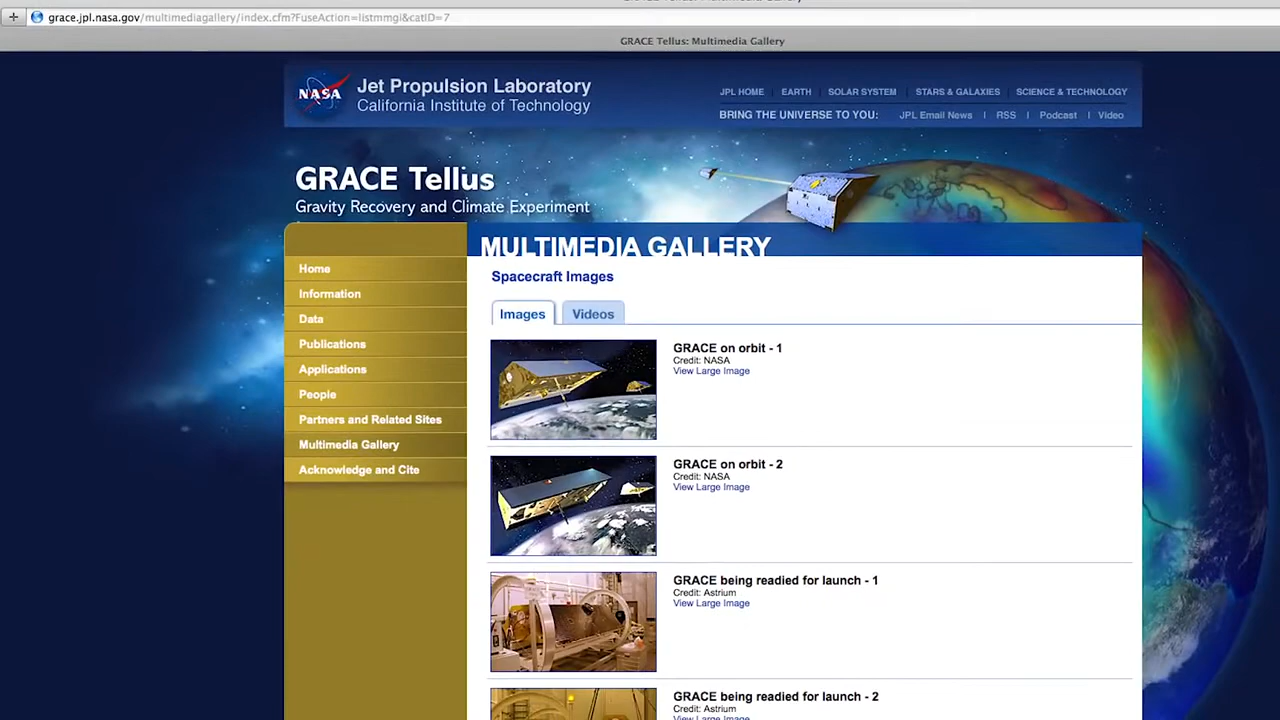 grace.jpl.nasa.gov/multimediagallery/index.cfm?FuseAction=listmmgi&catID=7
GRACE Tellus: Multimedia Gallery
NASA
Jet Propulsion Laboratory
California Institute of Technology
JPL HOME EARTH SOLAR SYSTEM STARS & GALAXIES SCIENCE & TECHNOLOGY
BRING THE UNIVERSE TO YOU: JPL Email News | RSS | Podcast | Video
GRACE Tellus
Gravity Recovery and Climate Experiment
MULTIMEDIA GALLERY
Home
Information
Data
Publications
Applications
People
Partners and Related Sites
Multimedia Gallery
Acknowledge and Cite
Spacecraft Images
Images Videos
GRACE on orbit - 1
Credit: NASA
View Large Image
GRACE on orbit - 2
Credit: NASA
View Large Image
GRACE being readied for launch - 1
Credit: Astrium
View Large Image
GRACE being readied for launch - 2
Credit: Astrium
View Large Image